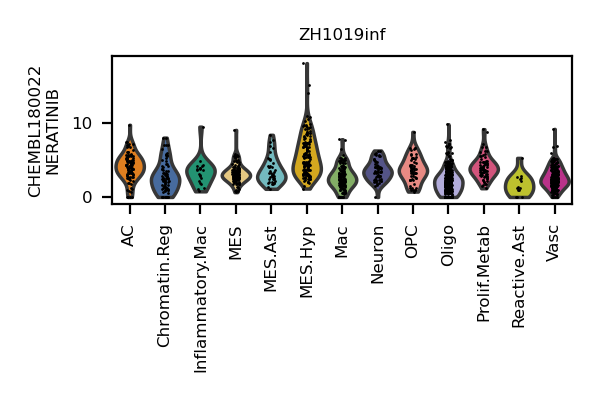 ZH1019inf
CHEMBL180022
NERATINIB
10
0
AC
Chromatin.Reg
Inflammatory.Mac
MES
MES.Ast
MES.Hyp
Mac
Neuron
OPC
Oligo
Prolif.Metab
Reactive.Ast
Vasc